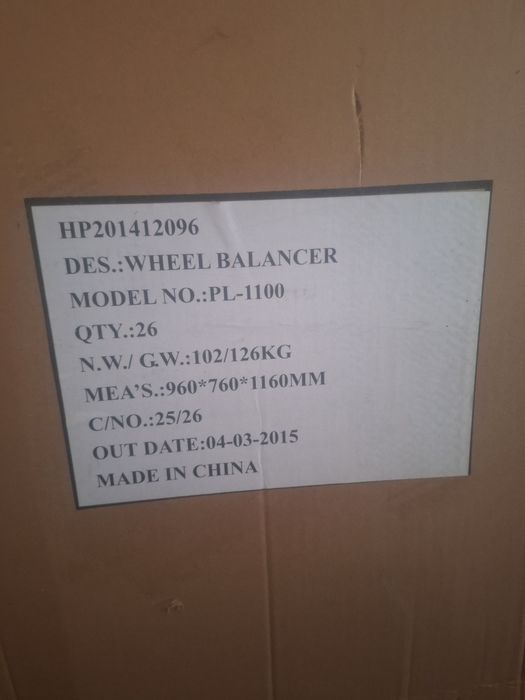 HP201412096
DES.:WHEEL BALANCER
MODEL NO.:PL-1100
QTY.:26
N.W./ G.W.:102/126KG
MEA'S.:960*760*1160MM
C/NO.:25/26
OUT DATE:04-03-2015
MADE IN CHINA